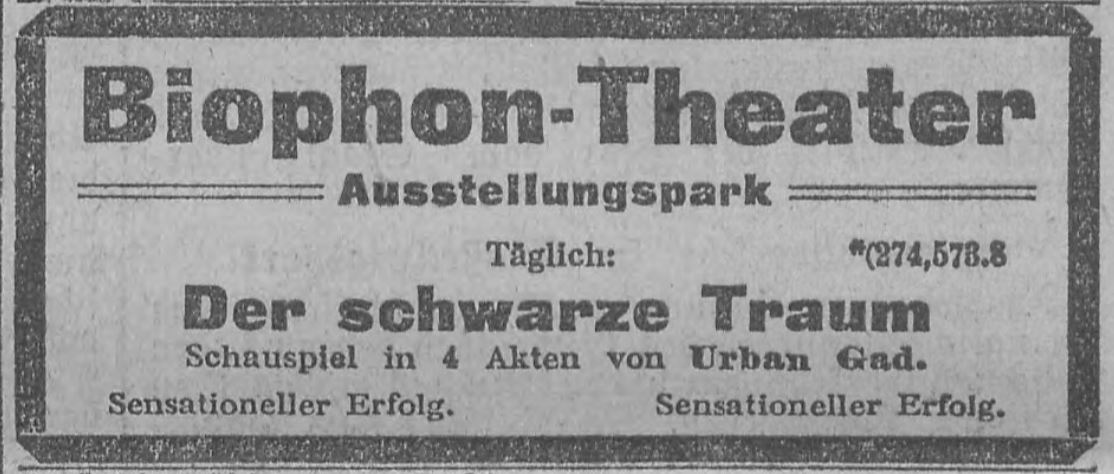 Biophon-Theater
Ausstellungspark
Täglich: *(274,573.8
Der schwarze Traum
Schauspiel in 4 Akten von Urban Gad.
Sensationeller Erfolg. Sensationeller Erfolg.